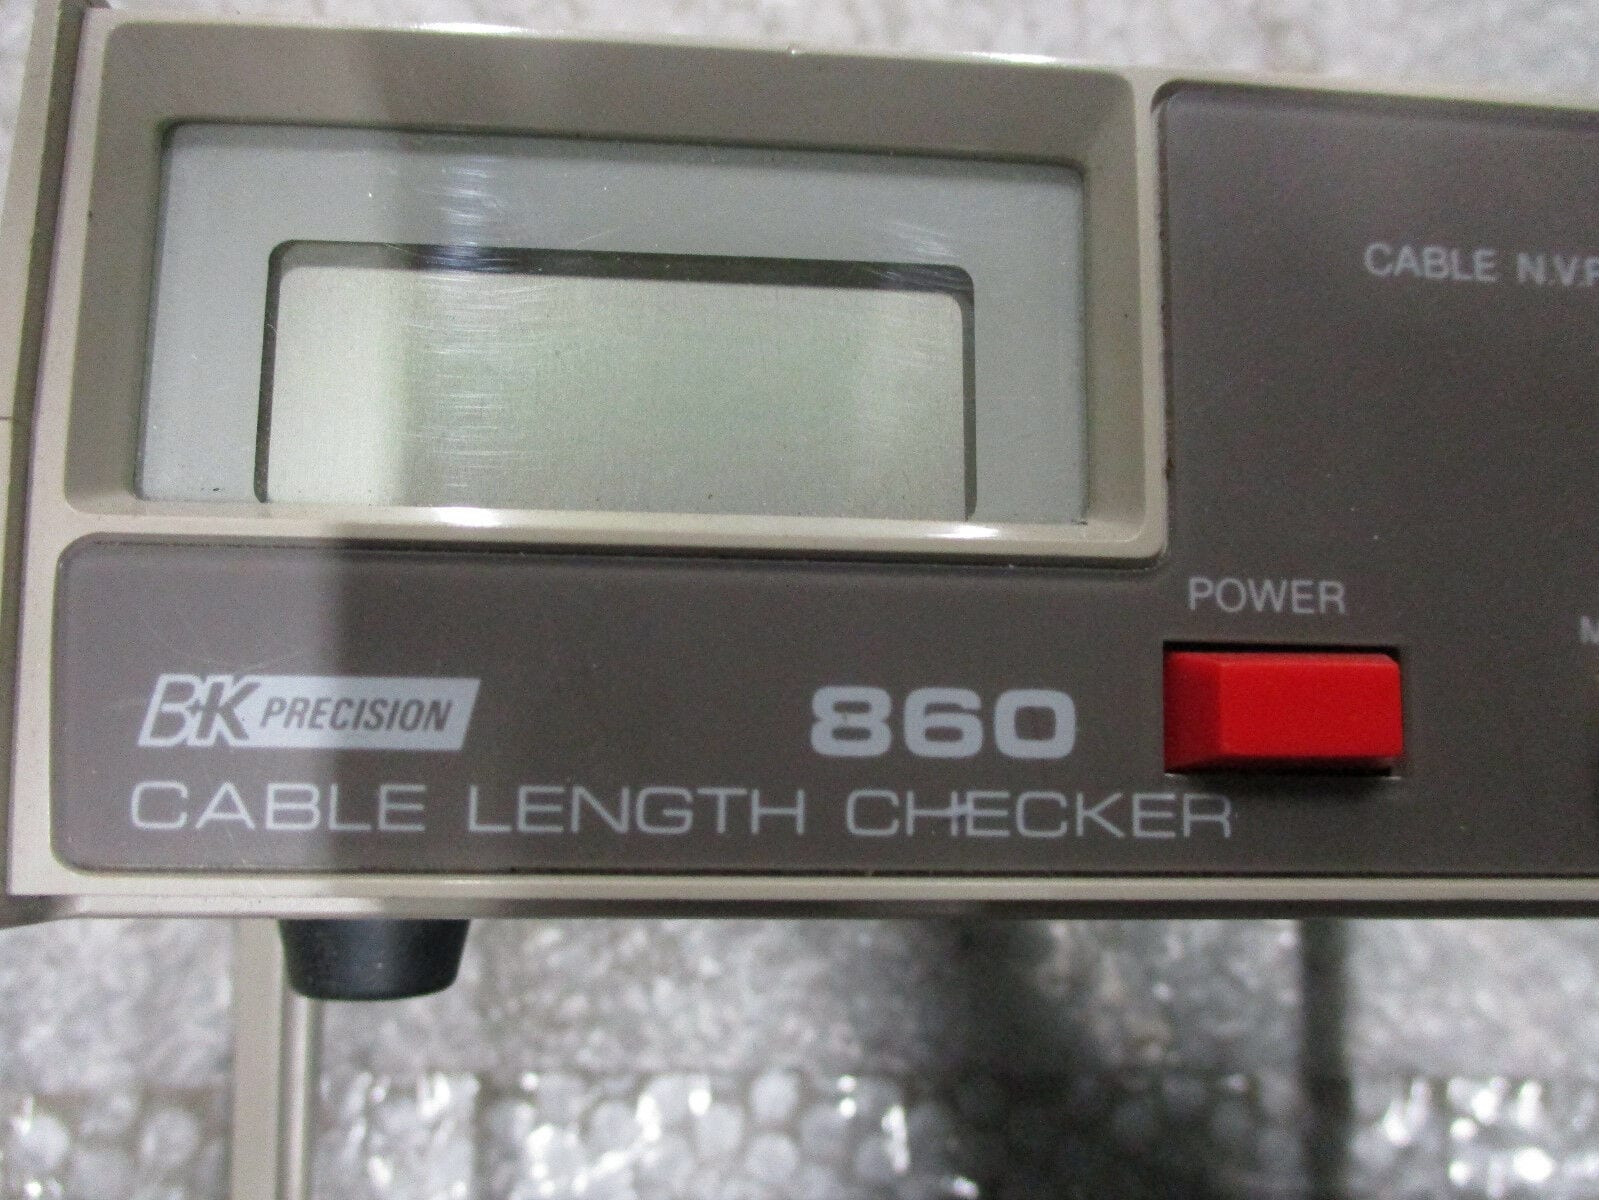 CABLE N.V.P
POWER
B+K PRECISION
860
CABLE LENGTH CHECKER